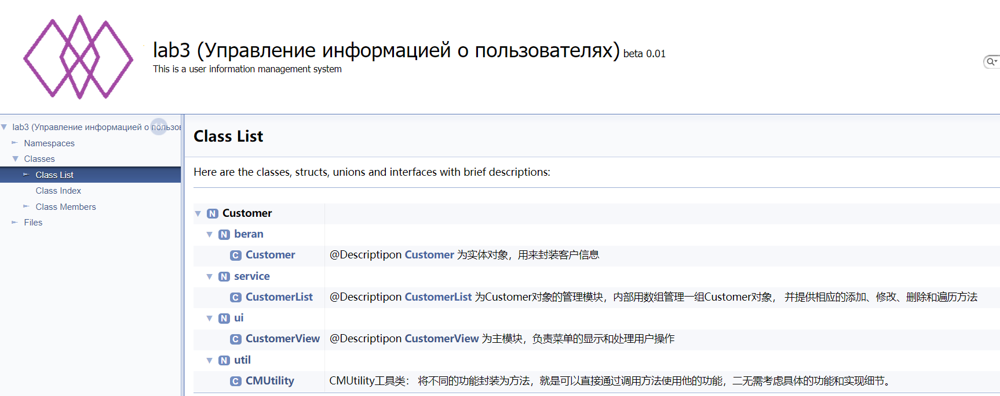 lab3 (Управление информацией о пользователях) beta 0.01
This is a user information management system
lab3 (Управление информацией о пользов
Namespaces
Classes
Class List
Class Index
Class Members
Files
Class List
Here are the classes, structs, unions and interfaces with brief descriptions:
N Customer
N beran
C Customer @Descriptipon Customer 为实体对象，用来封装客户信息
N service
C CustomerList @Descriptipon CustomerList 为Customer对象的管理模块，内部用数组管理一组Customer对象， 并提供相应的添加、修改、删除和遍历方法
N ui
C CustomerView @Descriptipon CustomerView 为主模块，负责菜单的显示和处理用户操作
N util
C CMUtility CMUtility工具类： 将不同的功能封装为方法，就是可以直接通过调用方法使用他的功能，二无需考虑具体的功能和实现细节。